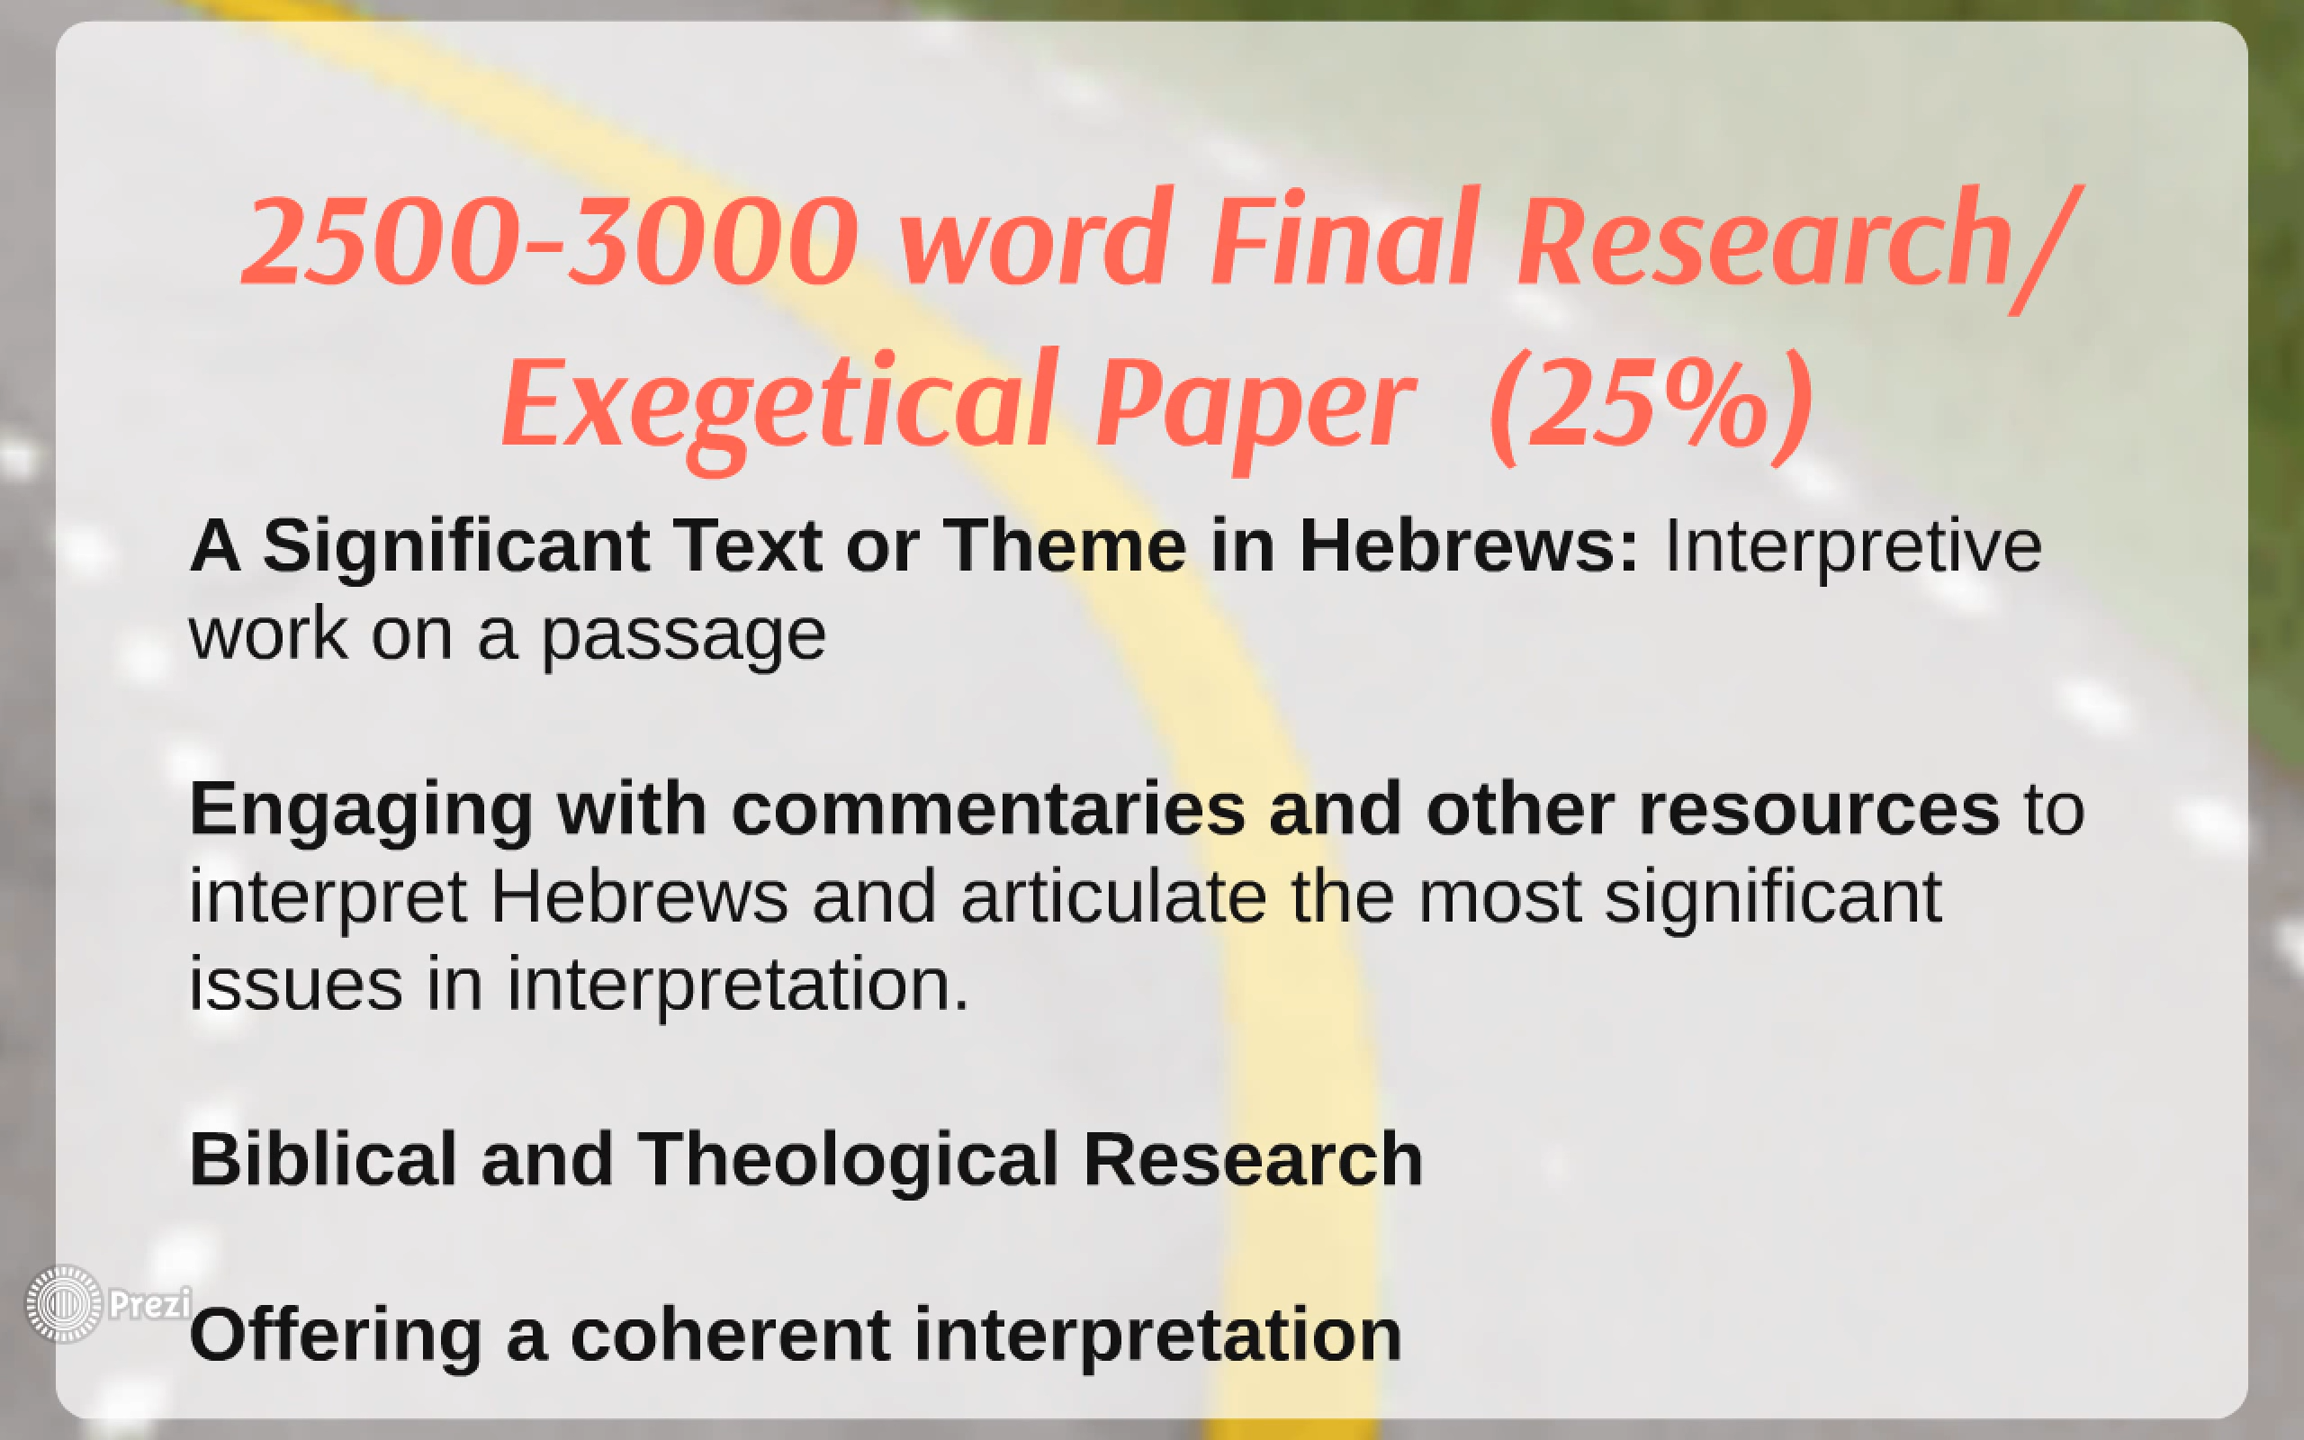 2500-3000 word Final Research/
Exegetical Paper  (25%)
A Significant Text or Theme in Hebrews: Interpretive
work on a passage
Engaging with commentaries and other resources to
interpret Hebrews and articulate the most significant
issues in interpretation.
Biblical and Theological Research
Prezi
Offering a coherent interpretation